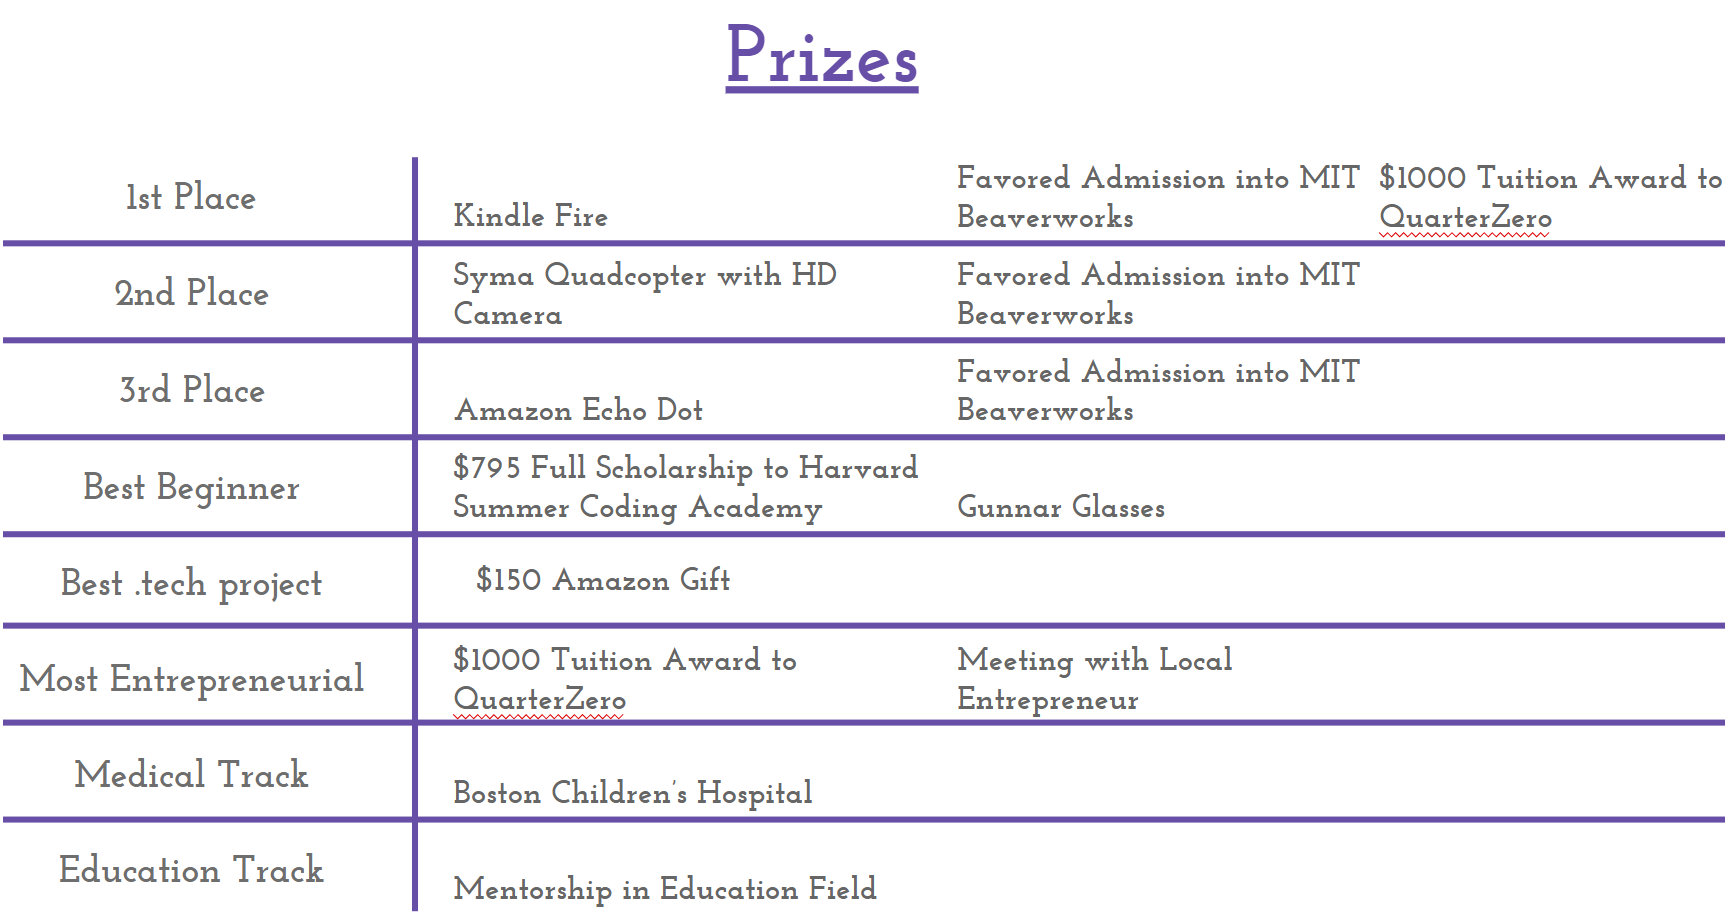 Prizes
1st Place
Kindle Fire
Favored Admission into MIT
Beaverworks
$1000 Tuition Award to
QuarterZero
2nd Place
Syma Quadcopter with HD
Camera
Favored Admission into MIT
Beaverworks
3rd Place
Amazon Echo Dot
Favored Admission into MIT
Beaverworks
Best Beginner
$795 Full Scholarship to Harvard
Summer Coding Academy
Gunnar Glasses
Best .tech project
$150 Amazon Gift
Most Entrepreneurial
$1000 Tuition Award to
QuarterZero
Meeting with Local
Entrepreneur
Medical Track
Boston Children's Hospital
Education Track
Mentorship in Education Field